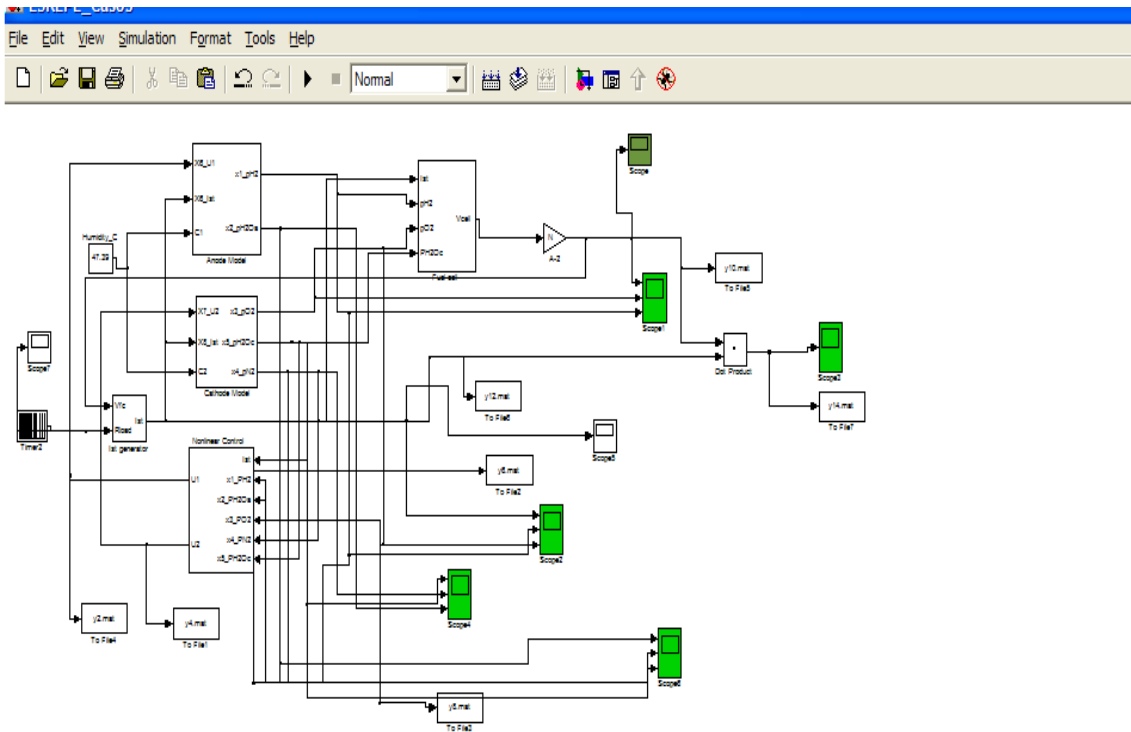 File Edit View Simulation Format Tools Help
Normal
Scope
X6_U1
x1_pH2
X6_Ist
x2_pH2Oa
C1
Anode Model
Humidity_C
47.29
Ist
pH2
pO2
PH2Oc
Vcell
Fuel cell
N
A-2
y10.mat
To File5
Scope1
X7_U2
x3_pO2
X8_Ist
x5_pH2Oc
C2
x4_pN2
Cathode Model
Scope7
Dot Product
Scope3
y12.mat
To File6
y14.mat
To File7
Vfc
Ist
Rload
Ist generator
Timer2
Scope5
Nonlinear Control
Ist
U1
x1_PH2
x2_PH2Oa
x3_PO2
U2
x4_PN2
x5_PH2Oc
y6.mat
To File2
Scope2
Scope4
y2.mat
To File4
y4.mat
To File1
Scope6
To File3